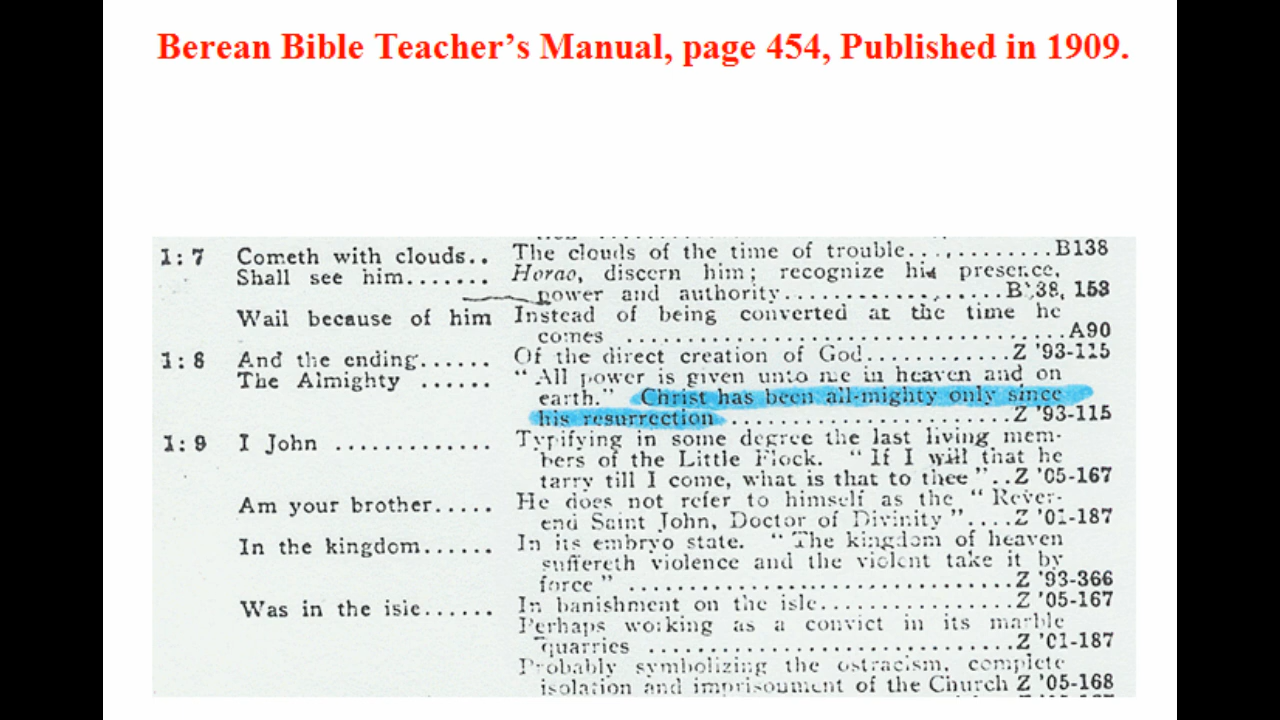 Berean Bible Teacher's Manual, page 454, Published in 1909.
1:7 Cometh with clouds.. The clouds of the time of trouble..............B138
Shall see him....... Horao, discern him; recognize his presence,
power and authority...................B138, 153
Wail because of him Instead of being converted at the time he
comes ....................................A90
1:8 And the ending...... Of the direct creation of God..........Z '93-115
The Almighty ...... "All power is given unto me in heaven and on
earth." Christ has been all-mighty only since
his resurrection ......................Z '93-115
1:9 I John ............. Typifying in some degree the last living mem-
bers of the Little Flock. "If I will that he
tarry till I come, what is that to thee"..Z '05-167
Am your brother..... He does not refer to himself as the "Rever-
end Saint John, Doctor of Divinity"....Z '01-187
In the kingdom...... In its embryo state. "The kingdom of heaven
suffereth violence and the violent take it by
force" ..............................Z '93-366
Was in the isle...... In banishment on the isle...............Z '05-167
Perhaps working as a convict in its marble
quarries ............................Z '01-187
Probably symbolizing the ostracism, complete
isolation and imprisonment of the Church Z '05-168